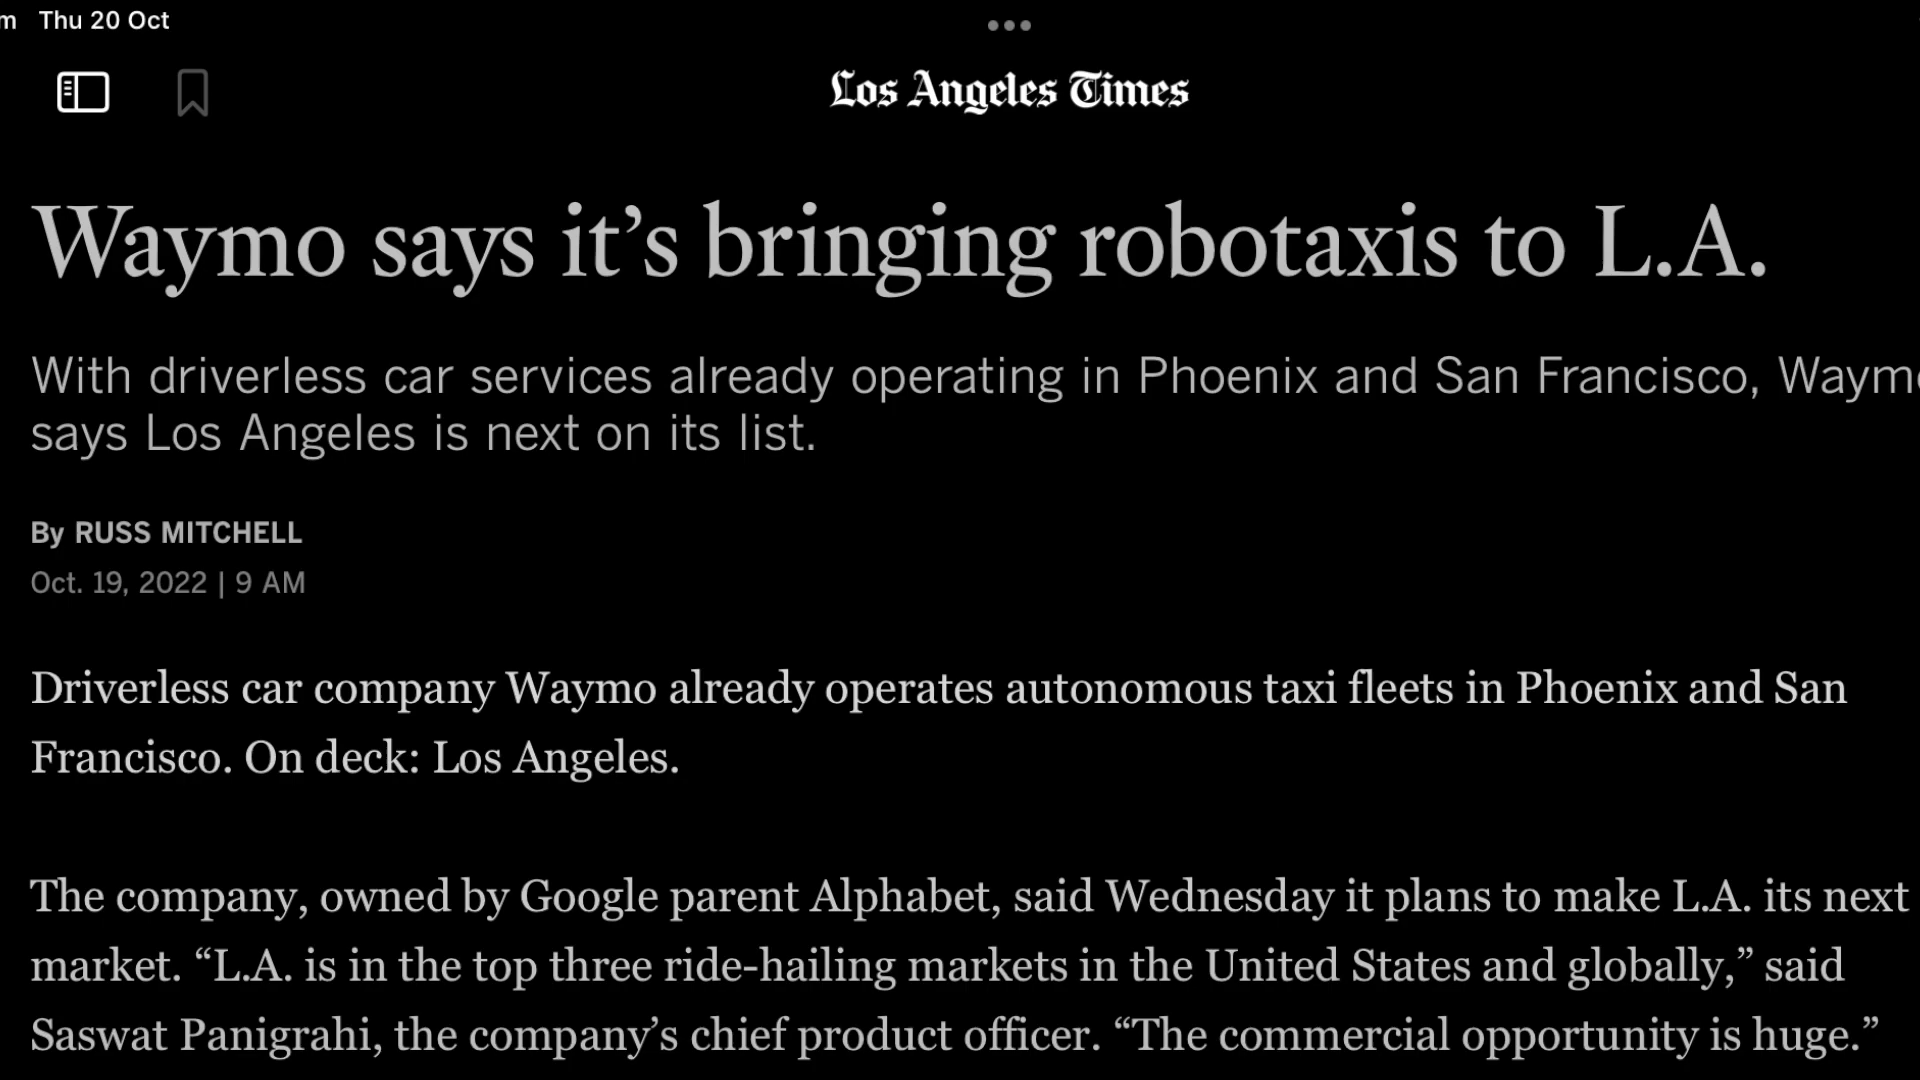 m Thu 20 Oct
Los Angeles Times
Waymo says it’s bringing robotaxis to L.A.
With driverless car services already operating in Phoenix and San Francisco, Waymo
says Los Angeles is next on its list.
By RUSS MITCHELL
Oct. 19, 2022 | 9 AM
Driverless car company Waymo already operates autonomous taxi fleets in Phoenix and San
Francisco. On deck: Los Angeles.
The company, owned by Google parent Alphabet, said Wednesday it plans to make L.A. its next
market. “L.A. is in the top three ride-hailing markets in the United States and globally,” said
Saswat Panigrahi, the company’s chief product officer. “The commercial opportunity is huge.”